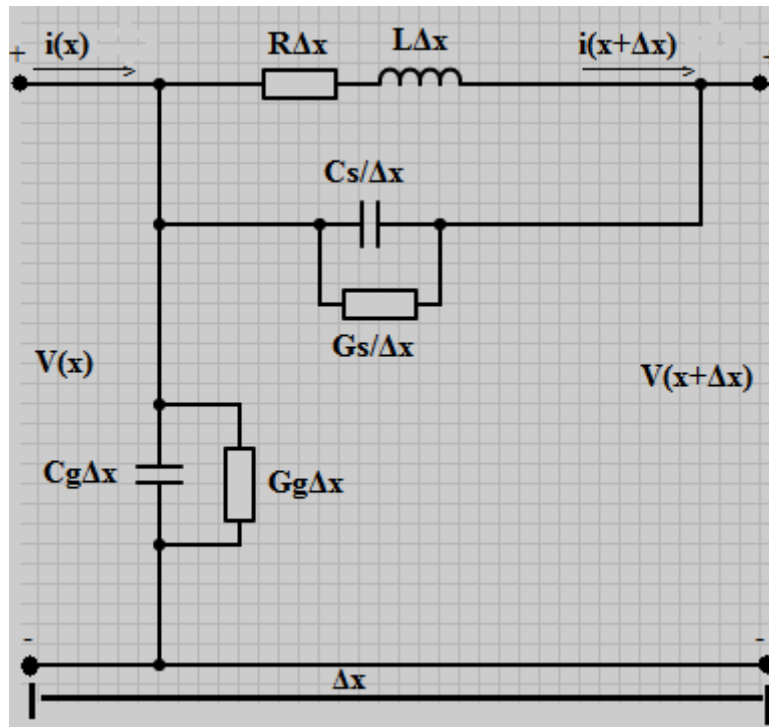 + i(x) RΔx LΔx i(x+Δx) +
Cs/Δx
Gs/Δx
V(x) V(x+Δx)
CgΔx GgΔx
- -
Δx